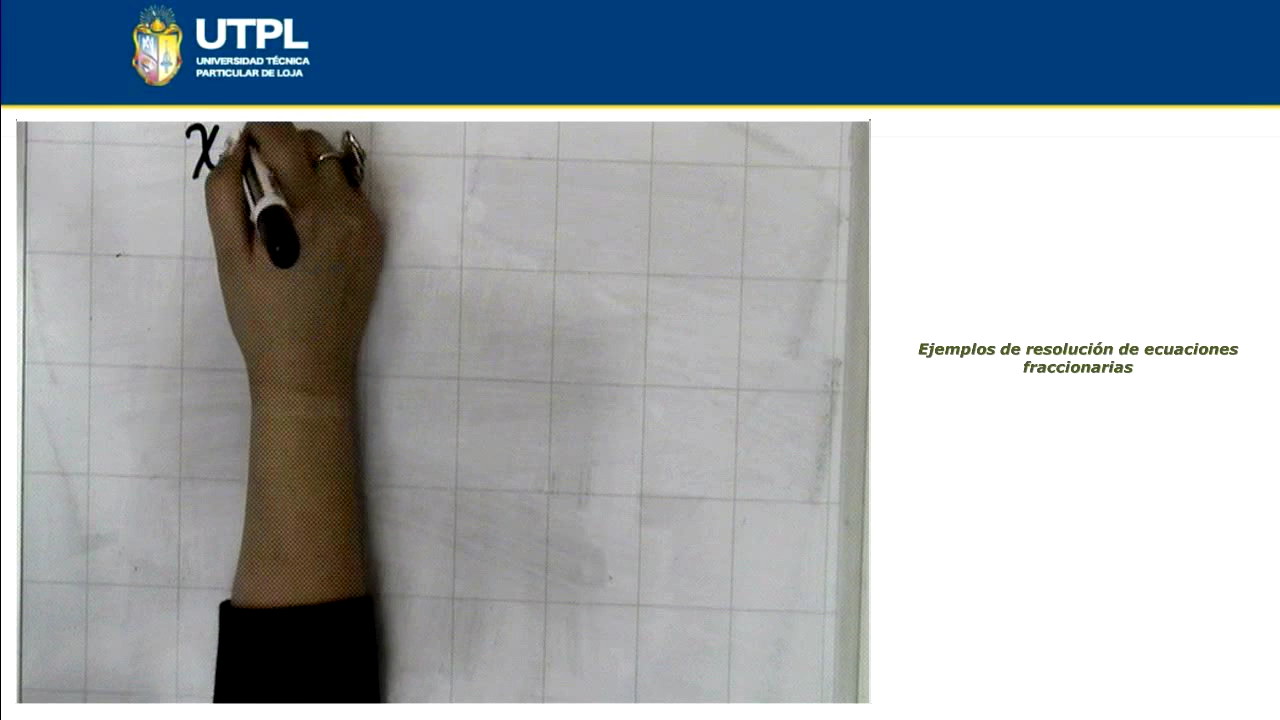 UTPL
UNIVERSIDAD TÉCNICA
PARTICULAR DE LOJA
x
Ejemplos de resolución de ecuaciones
fraccionarias